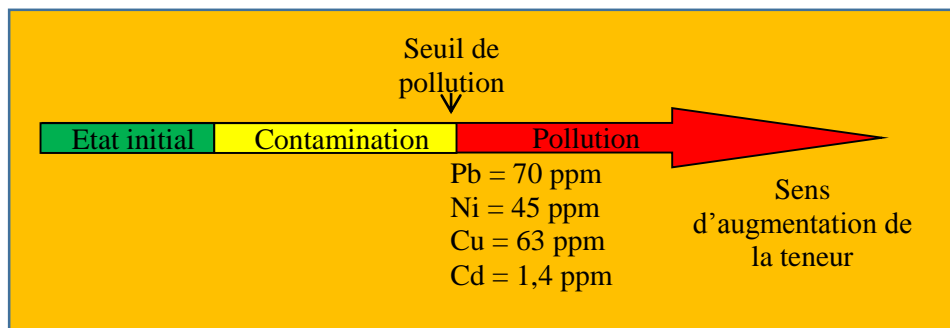 Seuil de
pollution
Etat initial
Contamination
Pollution
Pb = 70 ppm
Ni = 45 ppm
Cu = 63 ppm
Cd = 1,4 ppm
Sens
d’augmentation de
la teneur